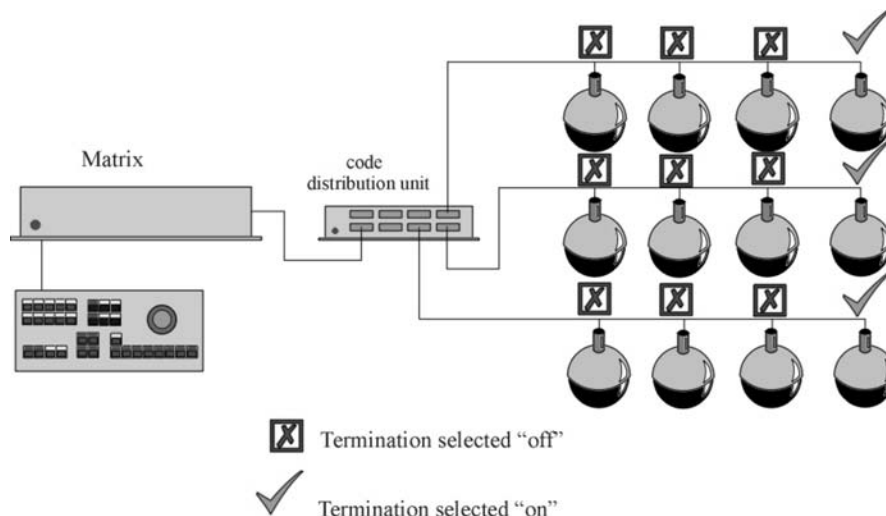 Matrix
code
distribution unit
Termination selected “off”
Termination selected “on”